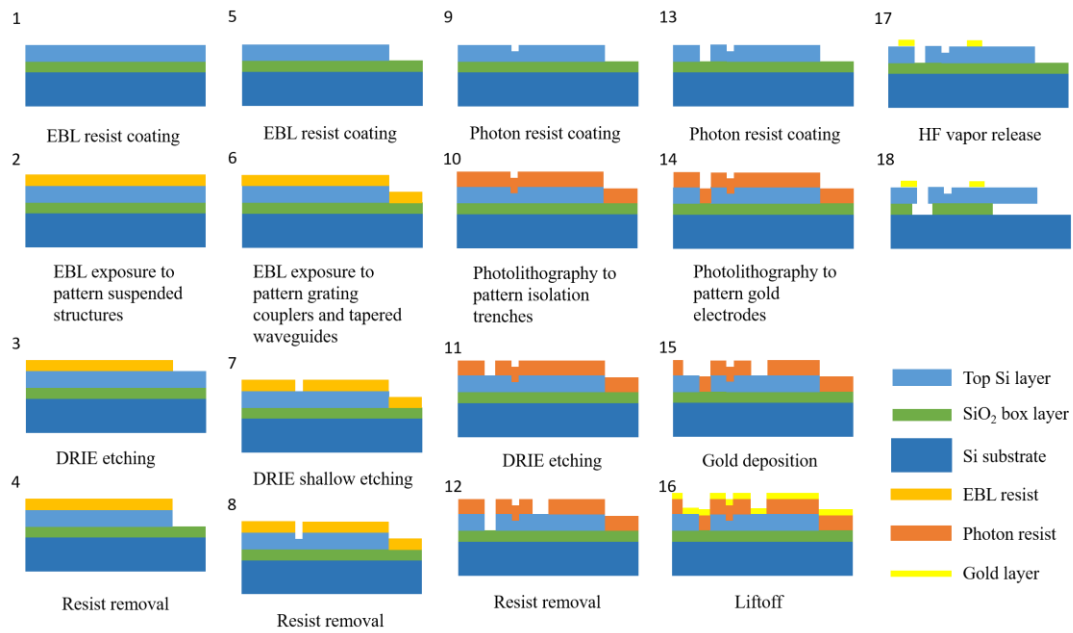 1
EBL resist coating
2
EBL exposure to
pattern suspended
structures
3
DRIE etching
4
Resist removal
5
EBL resist coating
6
EBL exposure to
pattern grating
couplers and tapered
waveguides
7
DRIE shallow etching
8
Resist removal
9
Photon resist coating
10
Photolithography to
pattern isolation
trenches
11
DRIE etching
12
Resist removal
13
Photon resist coating
14
Photolithography to
pattern gold
electrodes
15
Gold deposition
16
Liftoff
17
HF vapor release
18
Top Si layer
SiO₂ box layer
Si substrate
EBL resist
Photon resist
Gold layer